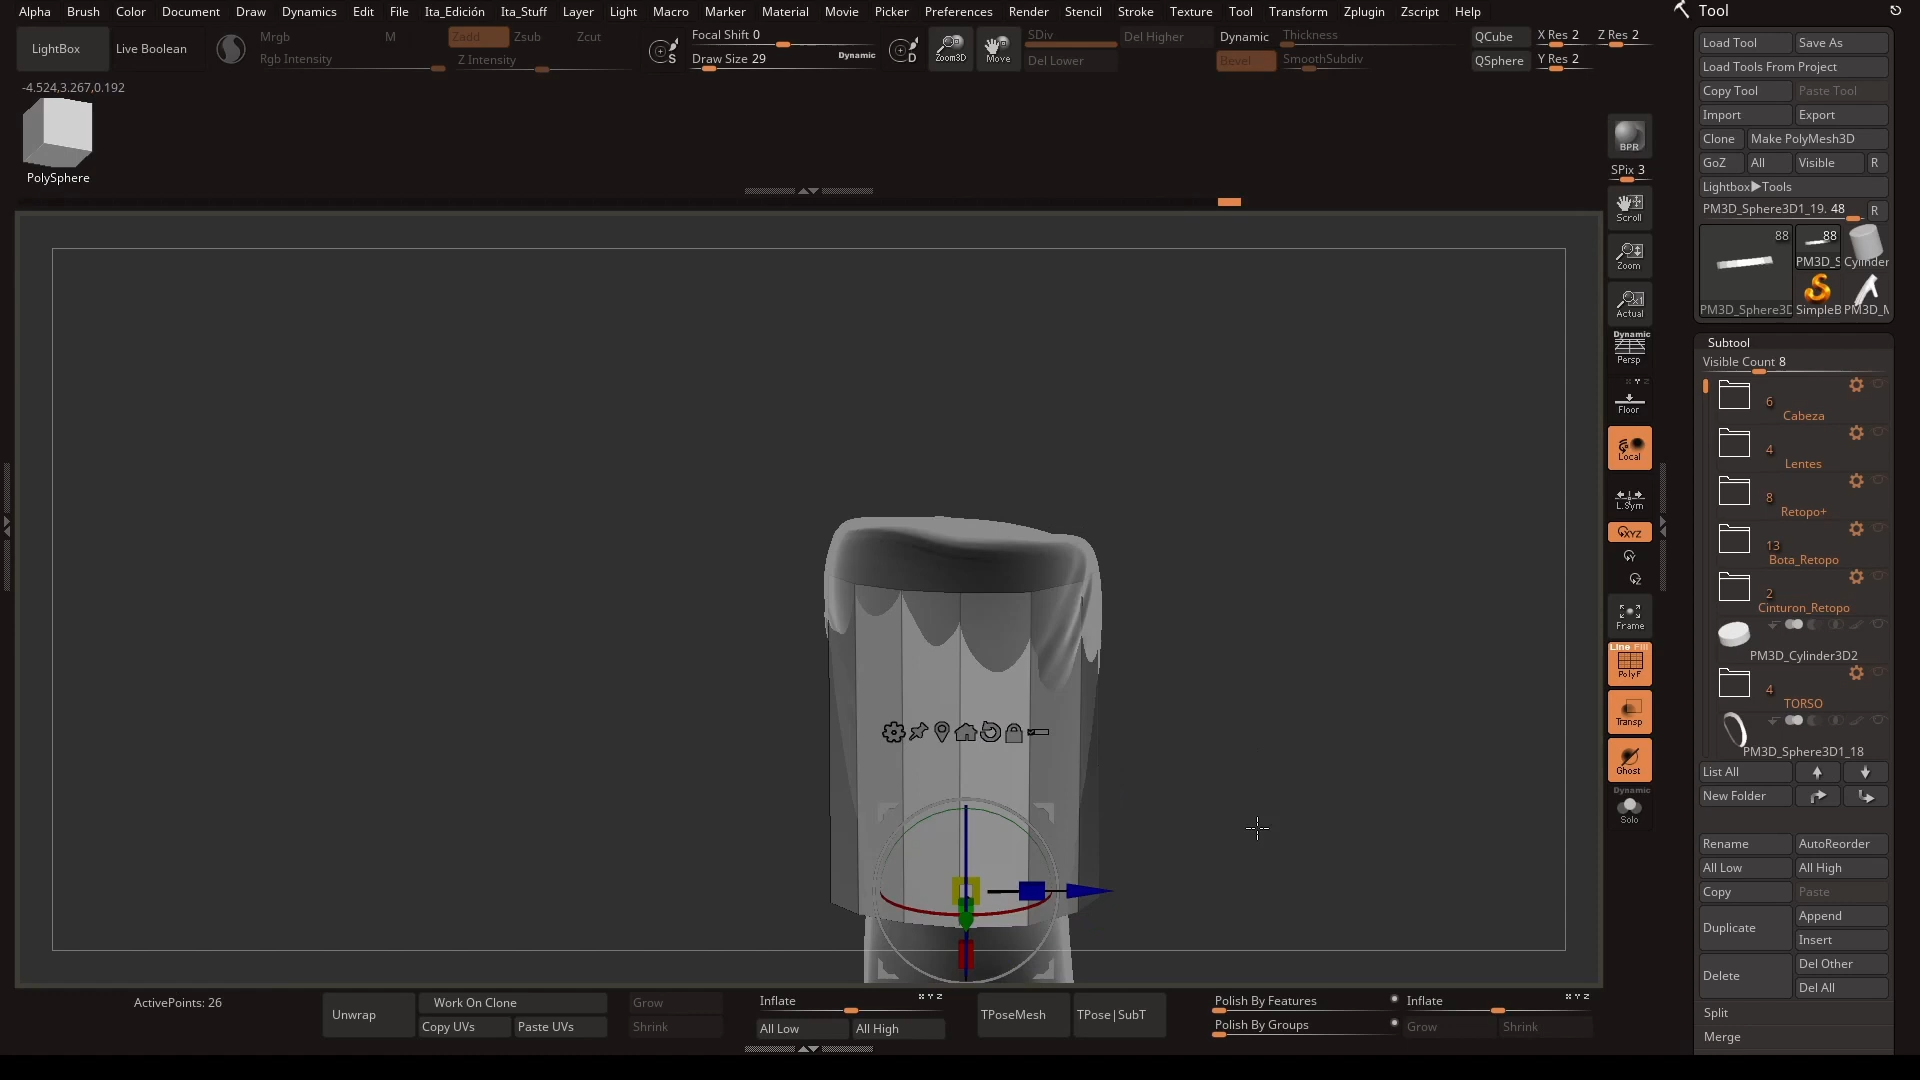 Alpha Brush Color Document Draw Dynamics Edit File Ita_Edición Ita_Stuff Layer Light Macro Marker Material Movie Picker Preferences Render Stencil Stroke Texture Tool Transform Zplugin Zscript Help
Tool
LightBox
Live Boolean
Mrgb M
Rgb Intensity
Zadd Zsub Zcut
Z Intensity
Focal Shift 0
Draw Size 29
Dynamic
S
D
Zoom3D
Move
SDiv
Del Lower
Del Higher
Dynamic
Bevel
Thickness
SmoothSubdiv
QCube
QSphere
X Res 2
Y Res 2
Z Res 2
-4.524,3.267,0.192
PolySphere
BPR
SPix 3
Scroll
Zoom
Actual
Dynamic
Persp
Floor
Local
L.Sym
XYZ
Y
Z
Frame
Line Fill
PolyF
Transp
Ghost
Dynamic
Solo
Load Tool
Save As
Load Tools From Project
Copy Tool
Paste Tool
Import
Export
Clone
Make PolyMesh3D
GoZ
All
Visible
R
Lightbox▶Tools
PM3D_Sphere3D1_19. 48
R
88
88
PM3D_S
Cylinder
PM3D_Sphere3D
SimpleB
PM3D_M
Subtool
Visible Count 8
6
Cabeza
4
Lentes
8
Retopo+
13
Bota_Retopo
2
Cinturon_Retopo
PM3D_Cylinder3D2
4
TORSO
PM3D_Sphere3D1_18
List All
New Folder
Rename
AutoReorder
All Low
All High
Copy
Paste
Duplicate
Append
Insert
Delete
Del Other
Del All
Split
Merge
ActivePoints: 26
Unwrap
Work On Clone
Copy UVs
Paste UVs
Grow
Shrink
Inflate
X Y Z
All Low
All High
TPoseMesh
TPose|SubT
Polish By Features
Polish By Groups
Inflate
X Y Z
Grow
Shrink